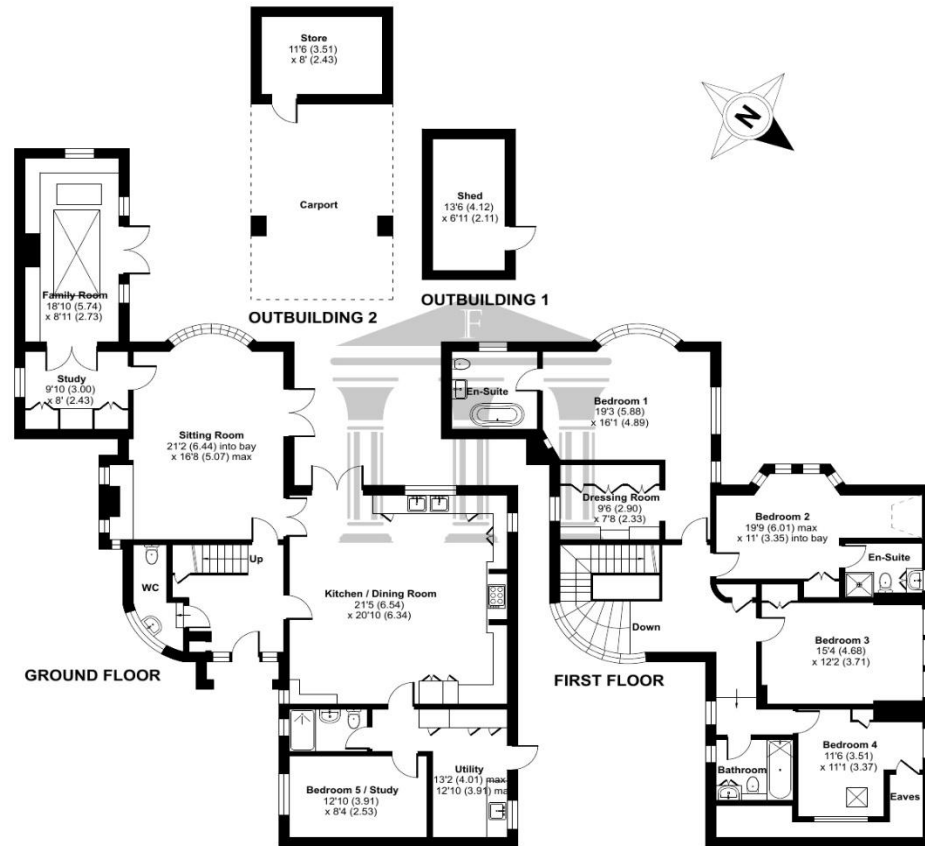 Store
11'6 (3.51)
x 8' (2.43)
N
Carport
Shed
13'6 (4.12)
x 6'11 (2.11)
Family Room
18'10 (5.74)
x 8'11 (2.73)
OUTBUILDING 2
OUTBUILDING 1
F
Study
9'10 (3.00)
x 8' (2.43)
Sitting Room
21'2 (6.44) into bay
x 16'8 (5.07) max
En-Suite
Bedroom 1
19'3 (5.88)
x 16'1 (4.89)
Dressing Room
9'6 (2.90)
x 7'8 (2.33)
Bedroom 2
19'9 (6.01) max
x 11' (3.35) into bay
En-Suite
Up
WC
Kitchen / Dining Room
21'5 (6.54)
x 20'10 (6.34)
Down
Bedroom 3
15'4 (4.68)
x 12'2 (3.71)
GROUND FLOOR
FIRST FLOOR
Bedroom 4
11'6 (3.51)
x 11'1 (3.37)
Bathroom
Eaves
Utility
13'2 (4.01) max
12'10 (3.91) ma
Bedroom 5 / Study
12'10 (3.91)
x 8'4 (2.53)